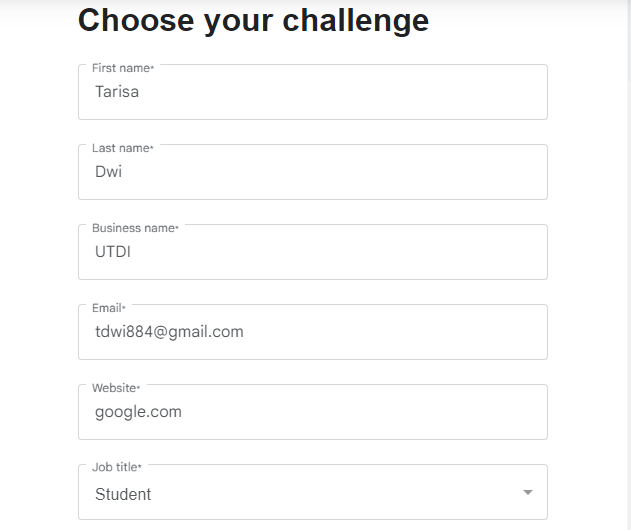 Choose your challenge
First name*
Tarisa
Last name*
Dwi
Business name*
UTDI
Email*
tdwi884@gmail.com
Website*
google.com
Job title*
Student